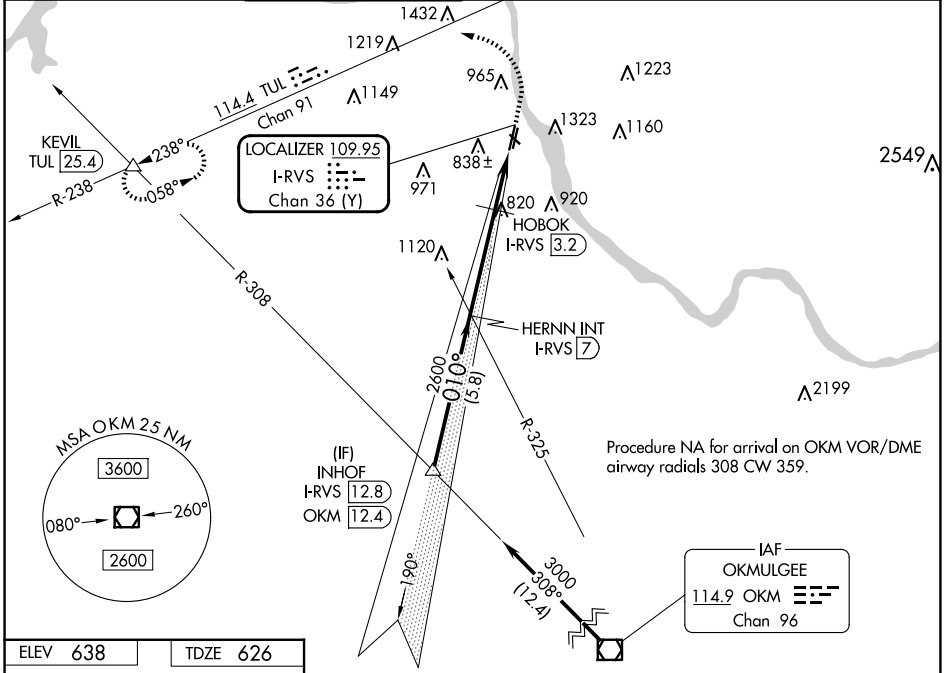 1432
1219
114.4 TUL
Chan 91
1149
965
1223
1323
1160
2549
KEVIL
TUL 25.4
238°
058°
R-238
LOCALIZER 109.95
I-RVS
Chan 36 (Y)
838±
971
820
920
HOBOK
I-RVS 3.2
1120
R-308
HERNN INT
I-RVS 7
2600
010°
(5.8)
R-325
2199
Procedure NA for arrival on OKM VOR/DME
airway radials 308 CW 359.
MSA OKM 25 NM
3600
080°
260°
2600
(IF)
INHOF
I-RVS 12.8
OKM 12.4
190°
3000
308°
(12.4)
IAF
OKMULGEE
114.9 OKM
Chan 96
ELEV 638
TDZE 626